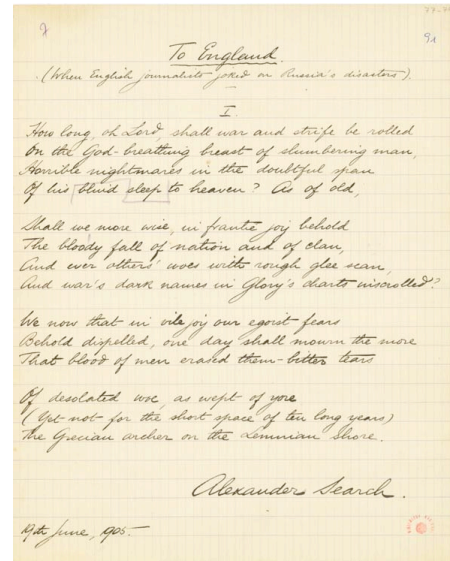 To England.
(When English journalists joked on Russia's disasters).
I.
How long, oh Lord, shall war and strife be rolled
On the God-breathing breast of slumbering man,
Horrible nightmares in the doubtful span
Of his blind sleep to heaven? As of old,
Shall we more wise, in frantic joy behold
The bloody fall of nation and of clan,
And ever others' woes with rough glee scan,
And war's dark names in Glory's charts inscrolled?
We now that in vile joy our egoist fears
Behold dispelled, one day shall mourn the more
That blood of men erased them - bitter tears
Of desolated woe, as wept of yore
(Yet not for the short space of ten long years)
The Grecian archer on the Lemnian shore.
Alexander Search.
19th June, 1905.